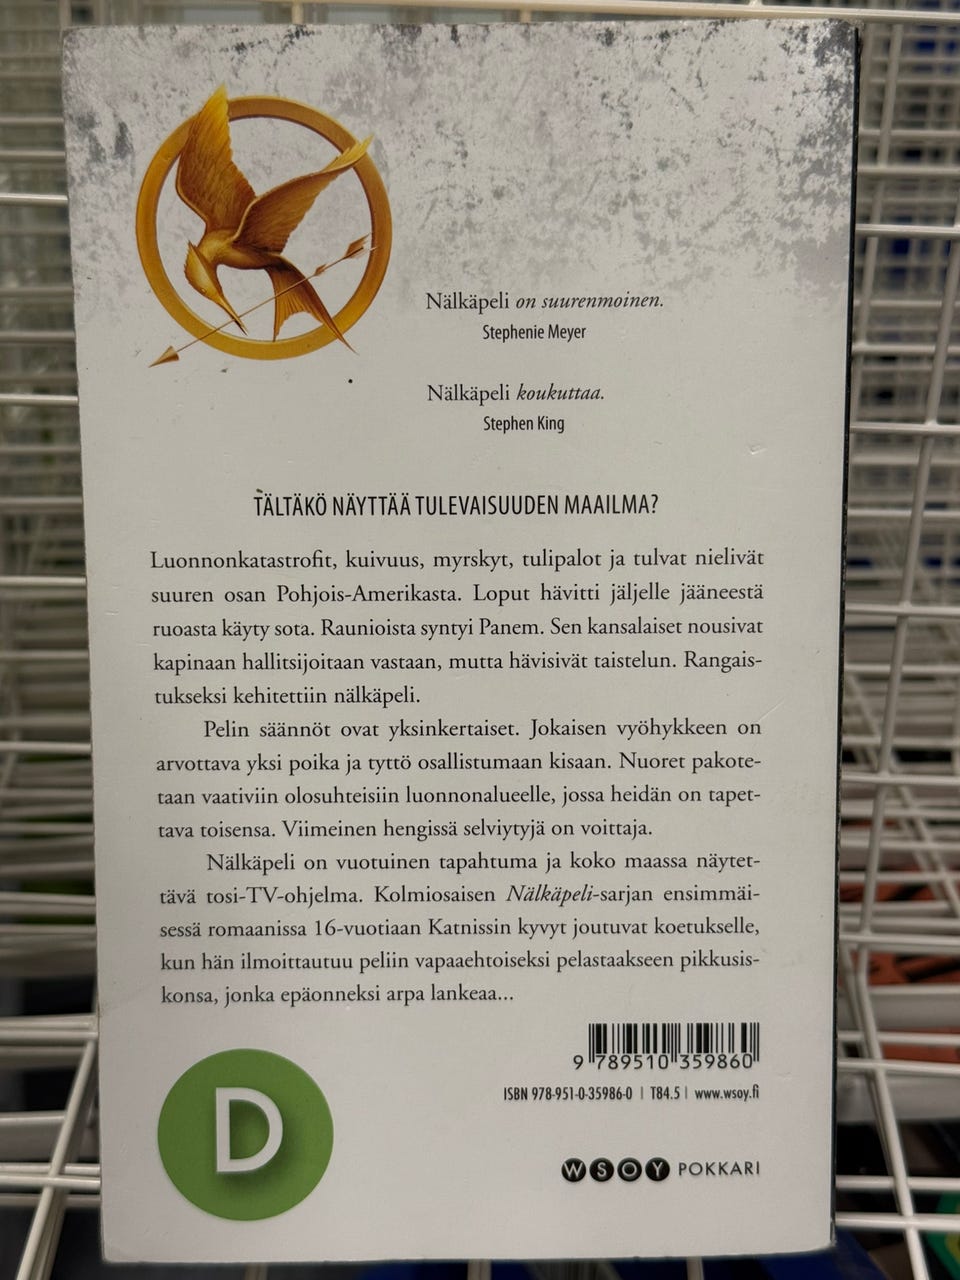 Nälkäpeli on suurenmoinen.
Stephenie Meyer
Nälkäpeli koukuttaa.
Stephen King
TÄLTÄKÖ NÄYTTÄÄ TULEVAISUUDEN MAAILMA?
Luonnonkatastrofit, kuivuus, myrskyt, tulipalot ja tulvat nielivät
suuren osan Pohjois-Amerikasta. Loput hävitti jäljelle jääneestä
ruoasta käyty sota. Raunioista syntyi Panem. Sen kansalaiset nousivat
kapinaan hallitsijoitaan vastaan, mutta hävisivät taistelun. Rangais-
tukseksi kehitettiin nälkäpeli.
Pelin säännöt ovat yksinkertaiset. Jokaisen vyöhykkeen on
arvottava yksi poika ja tyttö osallistumaan kisaan. Nuoret pakote-
taan vaativiin olosuhteisiin luonnonalueelle, jossa heidän on tapet-
tava toisensa. Viimeinen hengissä selviytyjä on voittaja.
Nälkäpeli on vuotuinen tapahtuma ja koko maassa näytet-
tävä tosi-TV-ohjelma. Kolmiosaisen Nälkäpeli-sarjan ensimmäi-
sessä romaanissa 16-vuotiaan Katnissin kyvyt joutuvat koetukselle,
kun hän ilmoittautuu peliin vapaaehtoiseksi pelastaakseen pikkusis-
konsa, jonka epäonneksi arpa lankeaa...
9 789510 359860
ISBN 978-951-0-35986-0 | T84.5 | www.wsoy.fi
D
WSOY POKKARI